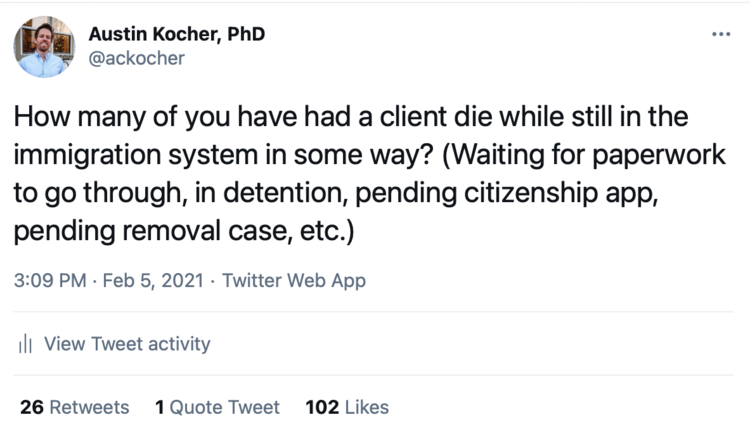 Austin Kocher, PhD
@ackocher
How many of you have had a client die while still in the
immigration system in some way? (Waiting for paperwork
to go through, in detention, pending citizenship app,
pending removal case, etc.)
3:09 PM · Feb 5, 2021 · Twitter Web App
View Tweet activity
26 Retweets 1 Quote Tweet 102 Likes